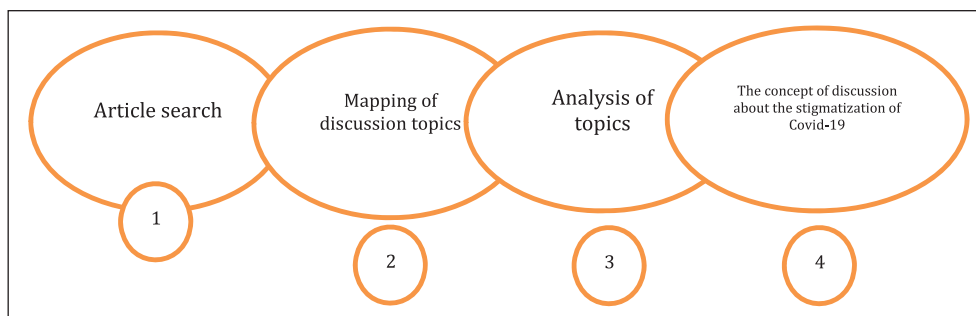 Article search
Mapping of
discussion topics
Analysis of
topics
The concept of discussion
about the stigmatization of
Covid-19
1
2
3
4